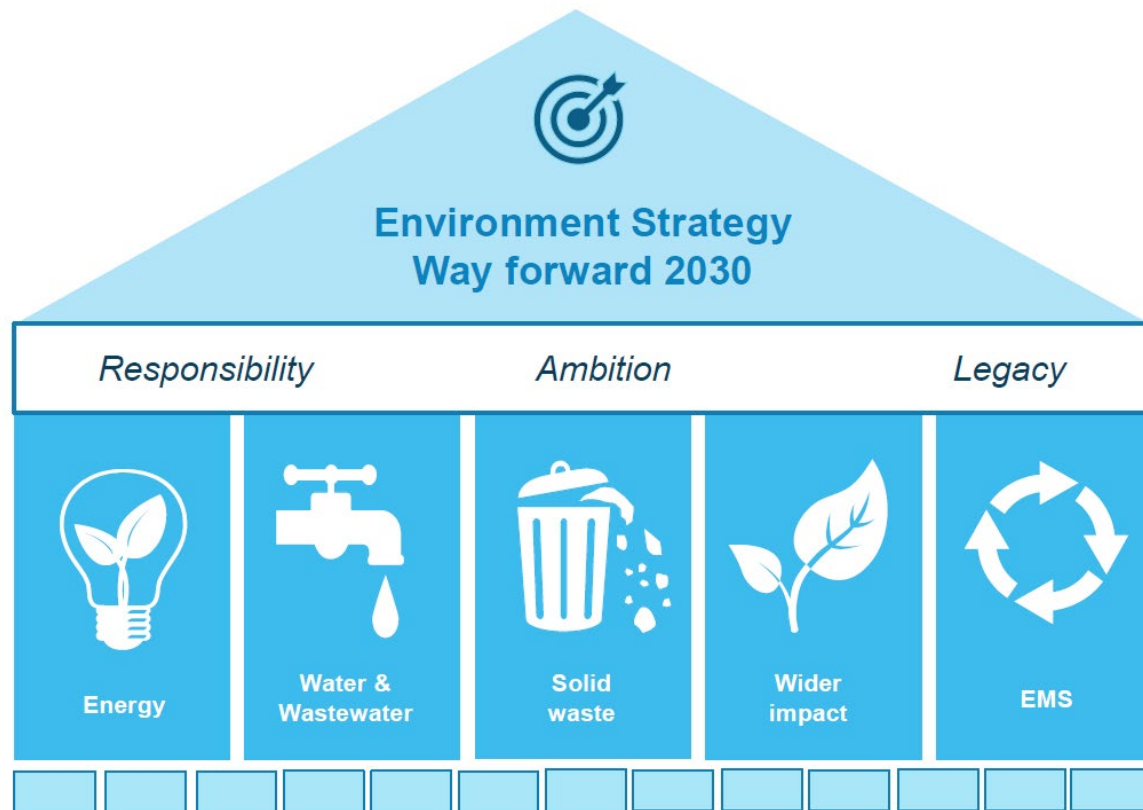 Environment Strategy
Way forward 2030
Responsibility Ambition Legacy
Energy
Water &
Wastewater
Solid
waste
Wider
impact
EMS